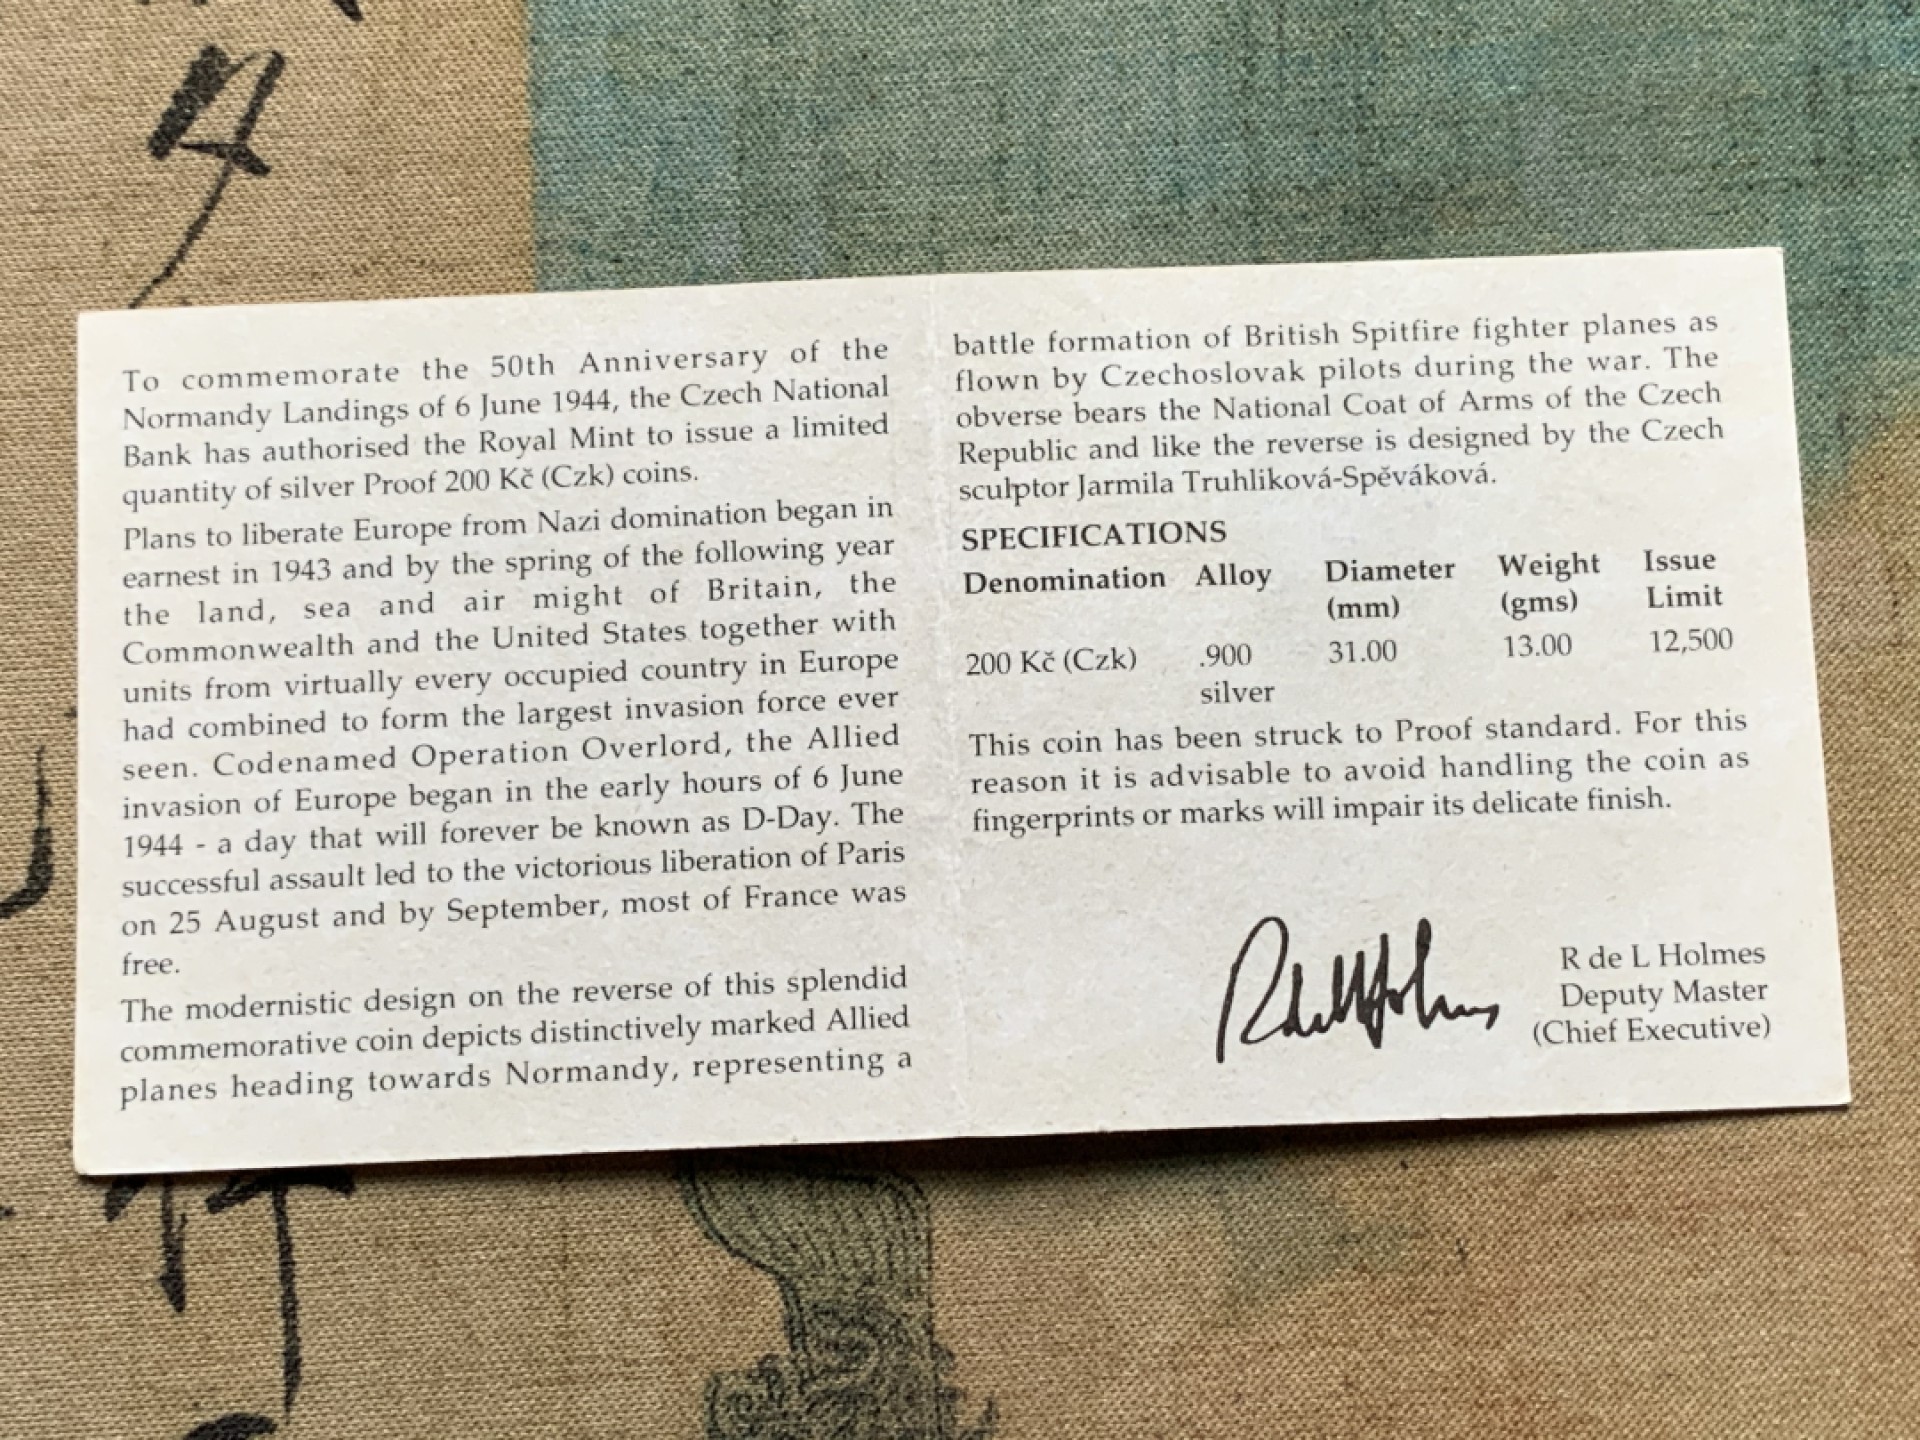 To commemorate the 50th Anniversary of the
Normandy Landings of 6 June 1944, the Czech National
Bank has authorised the Royal Mint to issue a limited
quantity of silver Proof 200 Kč (Czk) coins.
Plans to liberate Europe from Nazi domination began in
earnest in 1943 and by the spring of the following year
the land, sea and air might of Britain, the
Commonwealth and the United States together with
units from virtually every occupied country in Europe
had combined to form the largest invasion force ever
seen. Codenamed Operation Overlord, the Allied
invasion of Europe began in the early hours of 6 June
1944 - a day that will forever be known as D-Day. The
successful assault led to the victorious liberation of Paris
on 25 August and by September, most of France was
free.
The modernistic design on the reverse of this splendid
commemorative coin depicts distinctively marked Allied
planes heading towards Normandy, representing a
battle formation of British Spitfire fighter planes as
flown by Czechoslovak pilots during the war. The
obverse bears the National Coat of Arms of the Czech
Republic and like the reverse is designed by the Czech
sculptor Jarmila Truhlíková-Spěváková.
SPECIFICATIONS
Denomination Alloy Diameter Weight Issue
(mm) (gms) Limit
200 Kč (Czk) .900 31.00 13.00 12,500
silver
This coin has been struck to Proof standard. For this
reason it is advisable to avoid handling the coin as
fingerprints or marks will impair its delicate finish.
R de L Holmes
R de L Holmes
Deputy Master
(Chief Executive)